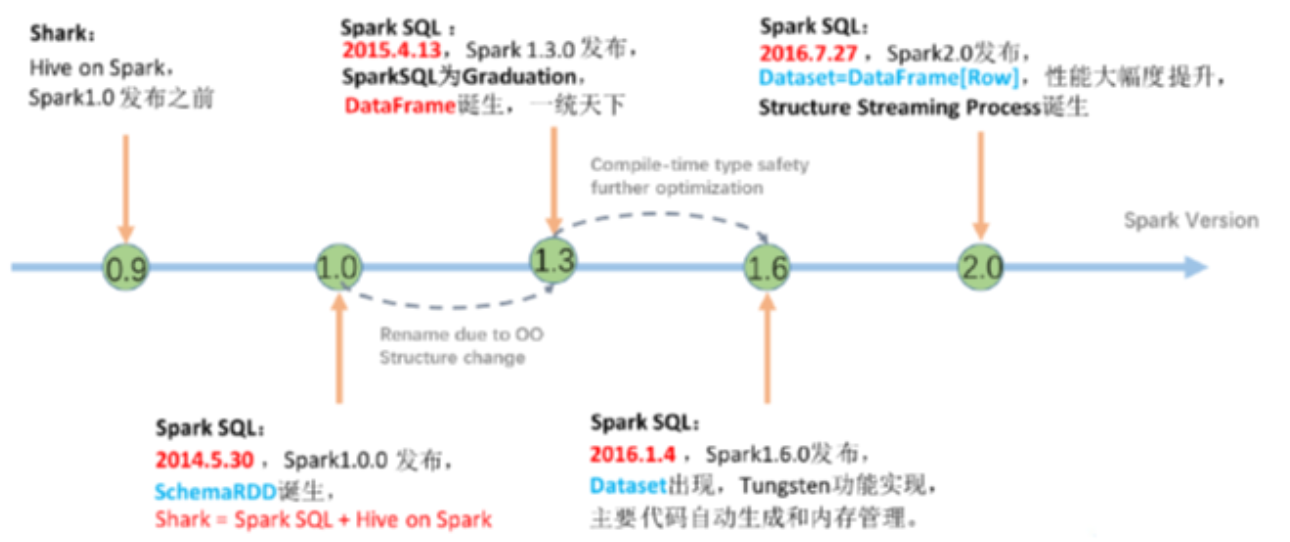 Shark：
Hive on Spark，
Spark1.0 发布之前
Spark SQL：
2015.4.13，Spark 1.3.0 发布，
SparkSQL为Graduation，
DataFrame诞生，一统天下
Spark SQL：
2016.7.27，Spark2.0发布，
Dataset=DataFrame[Row]，性能大幅度提升，
Structure Streaming Process诞生
Compile-time type safety
further optimization
Spark Version
0.9
1.0
1.3
1.6
2.0
Rename due to OO
Structure change
Spark SQL：
2014.5.30，Spark1.0.0 发布，
SchemaRDD诞生，
Shark = Spark SQL + Hive on Spark
Spark SQL：
2016.1.4，Spark1.6.0发布，
Dataset出现，Tungsten功能实现，
主要代码自动生成和内存管理。